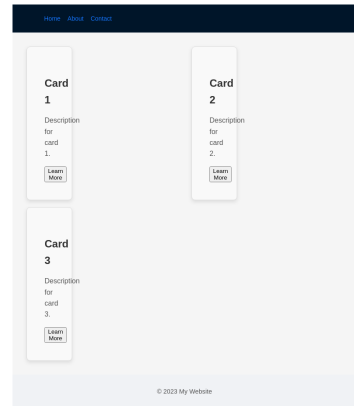 Home About Contact
Card
1
Description
for
card
1.
Learn
More
Card
2
Description
for
card
2.
Learn
More
Card
3
Description
for
card
3.
Learn
More
© 2023 My Website